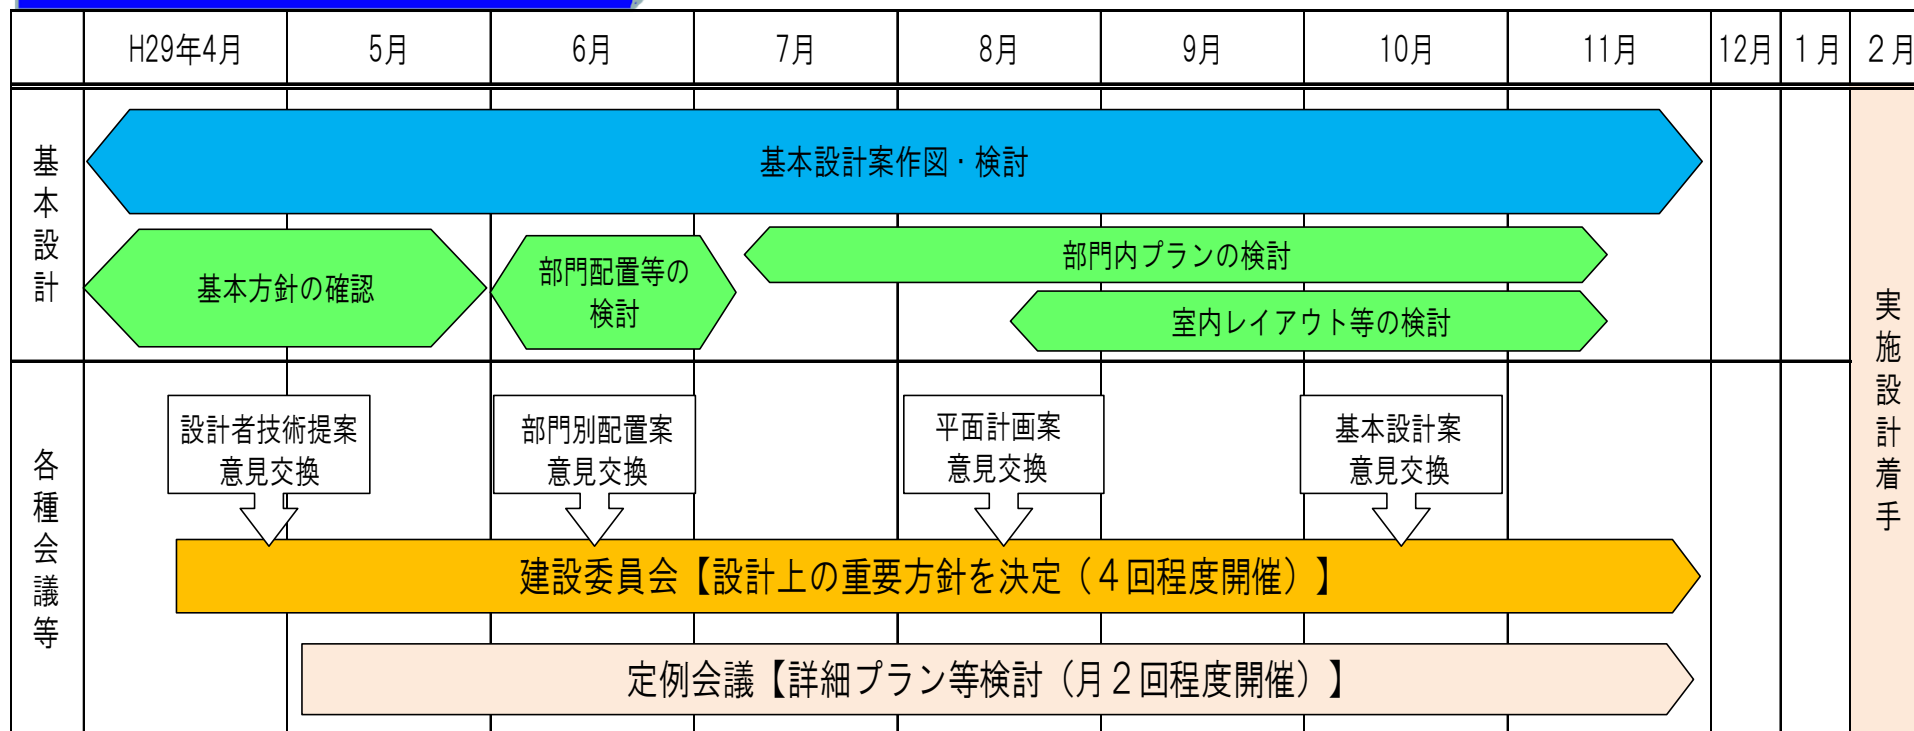 H29年4月
5月
6月
7月
8月
9月
10月
11月
12月
1月
2月
基本設計
基本設計案作図・検討
基本方針の確認
部門配置等の
検討
部門内プランの検討
室内レイアウト等の検討
実施設計着手
各種会議等
設計者技術提案
意見交換
部門別配置案
意見交換
平面計画案
意見交換
基本設計案
意見交換
建設委員会【設計上の重要方針を決定（４回程度開催）】
定例会議【詳細プラン等検討（月２回程度開催）】